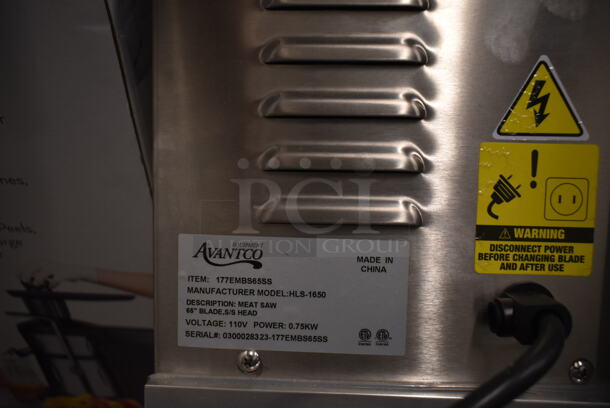 EQUIPMENT
AVANTCO
MADE IN
CHINA
ITEM: 177EMBS65SS
MANUFACTURER MODEL:HLS-1650
DESCRIPTION: MEAT SAW
65" BLADE,S/S HEAD
VOLTAGE: 110V POWER: 0.75KW
SERIAL#: 0300028323-177EMBS65SS
!
WARNING
DISCONNECT POWER
BEFORE CHANGING BLADE
AND AFTER USE
PCI
AUCTION GROUP